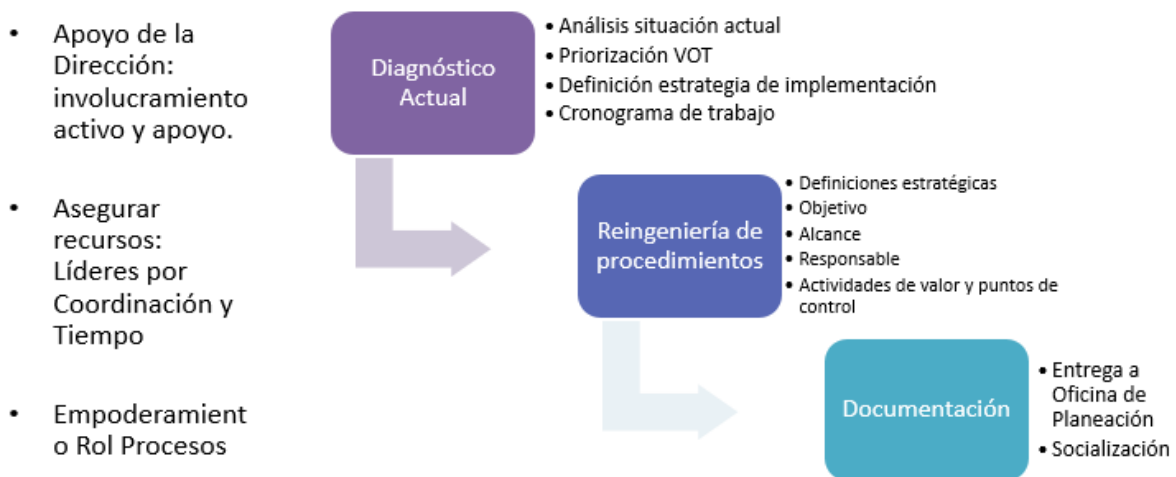 • Apoyo de la
Dirección:
involucramiento
activo y apoyo.
• Asegurar
recursos:
Líderes por
Coordinación y
Tiempo
• Empoderamient
o Rol Procesos
Diagnóstico
Actual
• Análisis situación actual
• Priorización VOT
• Definición estrategia de implementación
• Cronograma de trabajo
Reingeniería de
procedimientos
• Definiciones estratégicas
• Objetivo
• Alcance
• Responsable
• Actividades de valor y puntos de
control
Documentación
• Entrega a
Oficina de
Planeación
• Socialización